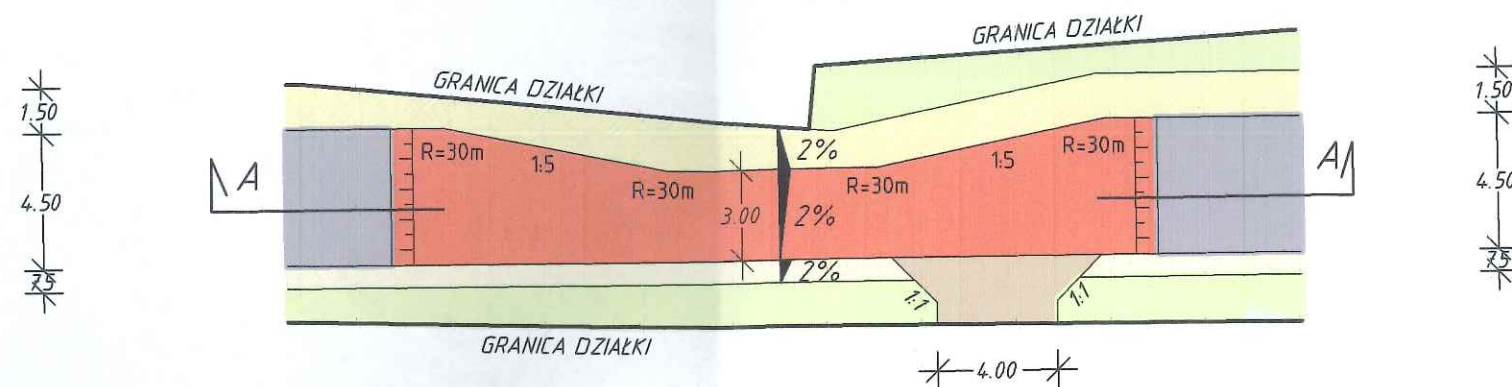 GRANICA DZIAŁKI
GRANICA DZIAŁKI
1.50
4.50
75
A
R=30m
1:5
R=30m
3.00
2%
2%
2%
R=30m
1:5
R=30m
A
1.50
4.50
75
1:1
1:1
GRANICA DZIAŁKI
4.00